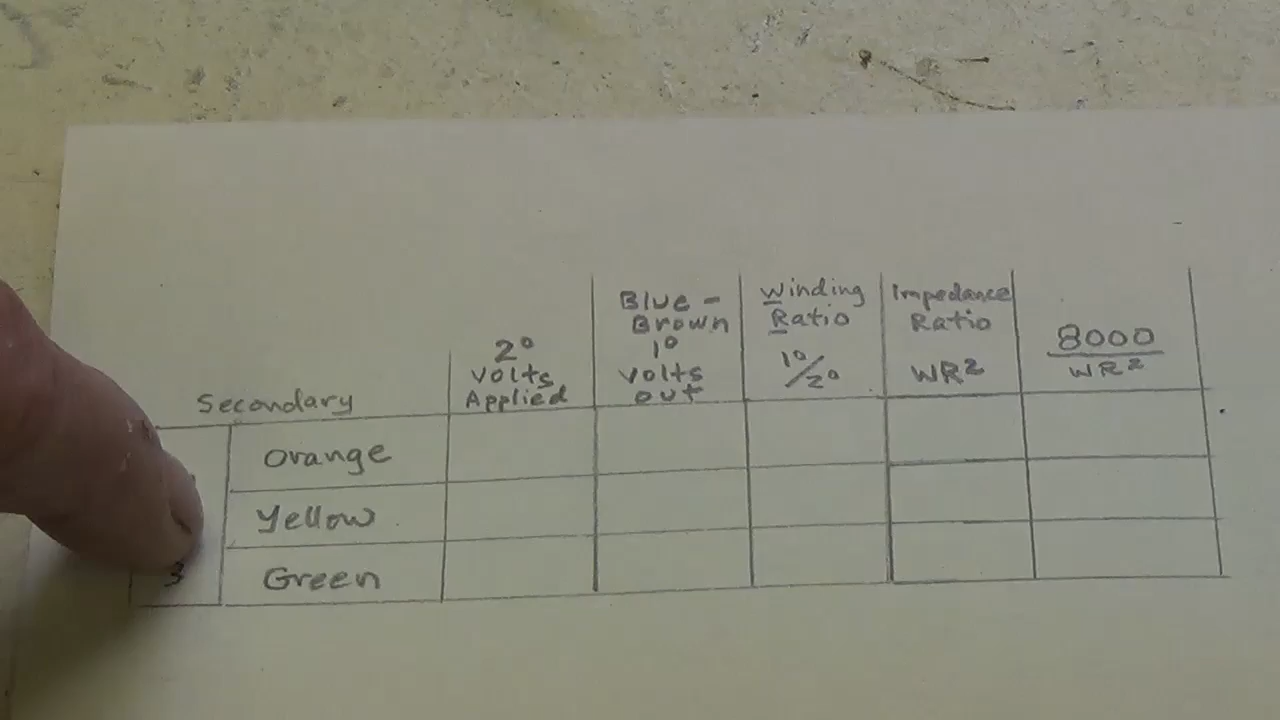 Secondary
2°
Volts
Applied
Blue -
Brown
1°
Volts
out
Winding
Ratio
1°/2°
Impedance
Ratio
WR²
8000
WR²
Orange
Yellow
3
Green